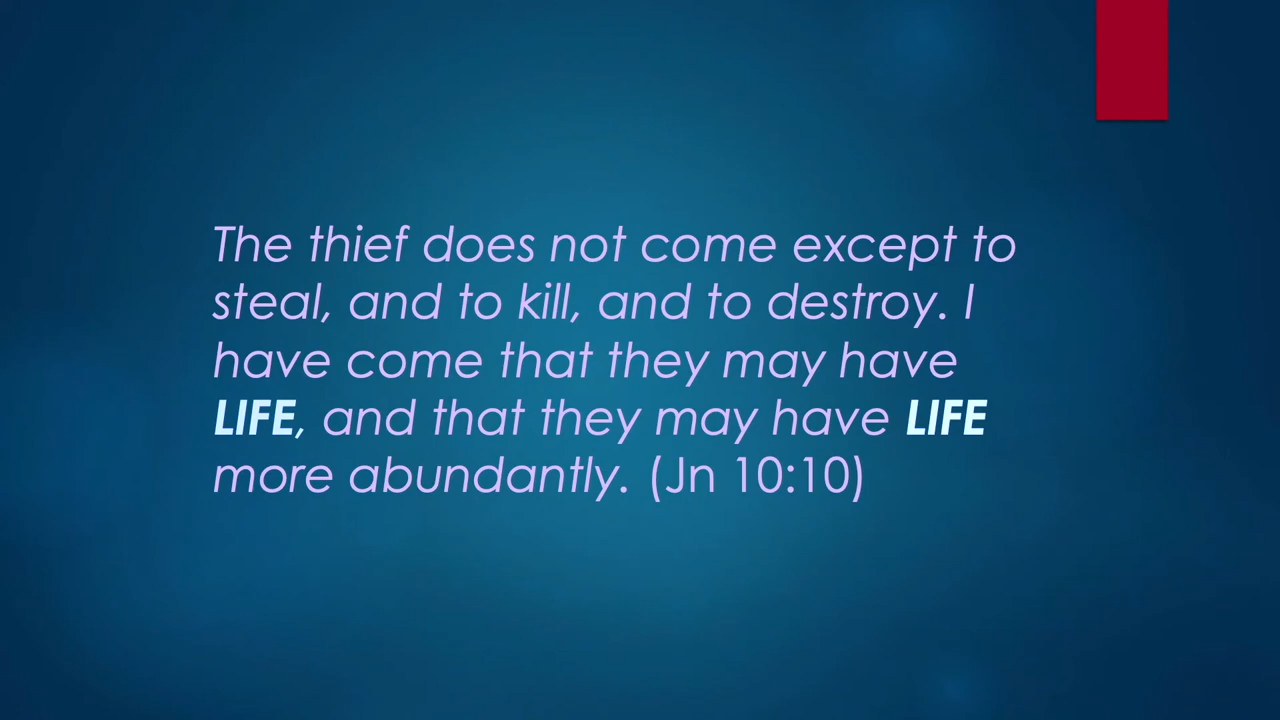 The thief does not come except to
steal, and to kill, and to destroy. I
have come that they may have
LIFE, and that they may have LIFE
more abundantly. (Jn 10:10)